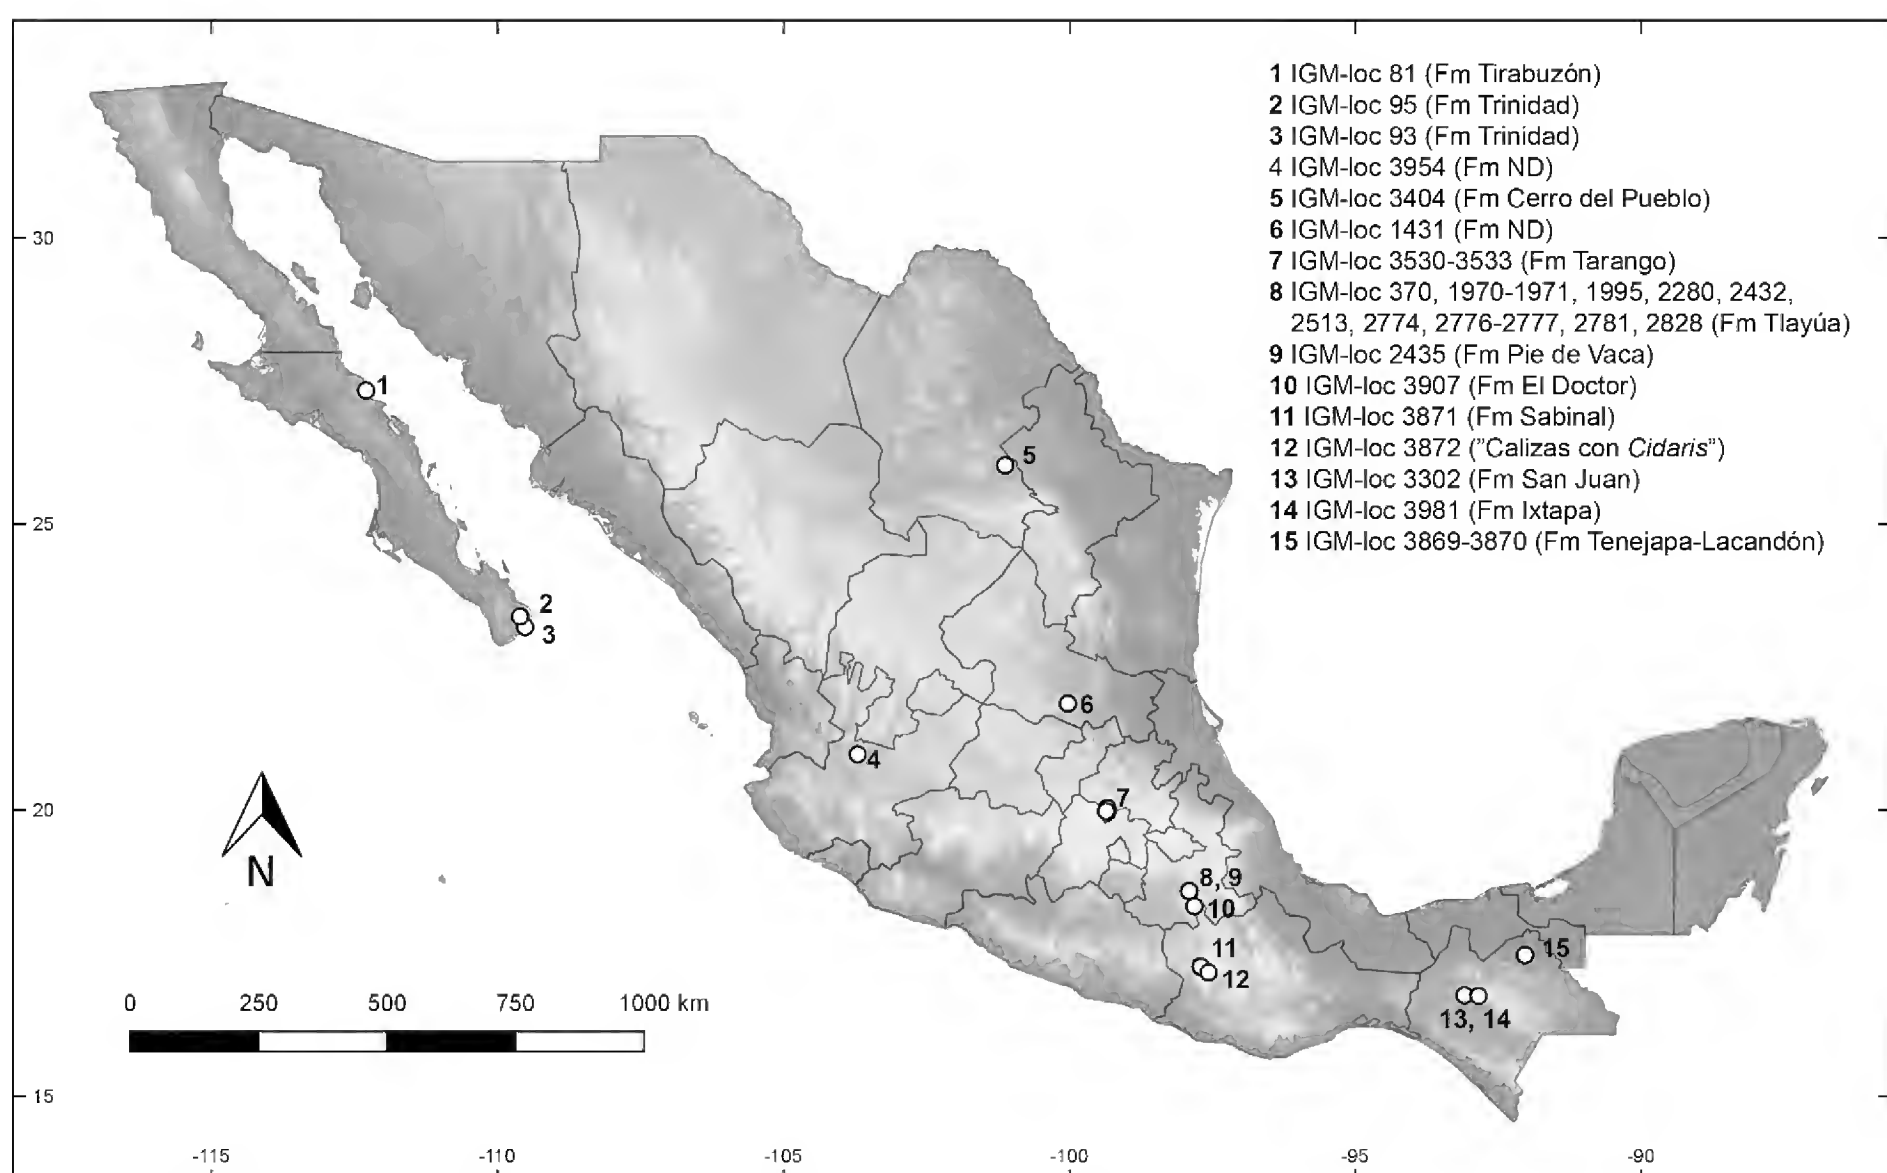 1 IGM-loc 81 (Fm Tirabuzón)
2 IGM-loc 95 (Fm Trinidad)
3 IGM-loc 93 (Fm Trinidad)
4 IGM-loc 3954 (Fm ND)
5 IGM-loc 3404 (Fm Cerro del Pueblo)
6 IGM-loc 1431 (Fm ND)
7 IGM-loc 3530-3533 (Fm Tarango)
8 IGM-loc 370, 1970-1971, 1995, 2280, 2432,
2513, 2774, 2776-2777, 2781, 2828 (Fm Tlayúa)
9 IGM-loc 2435 (Fm Pie de Vaca)
10 IGM-loc 3907 (Fm El Doctor)
11 IGM-loc 3871 (Fm Sabinal)
12 IGM-loc 3872 ("Calizas con Cidaris")
13 IGM-loc 3302 (Fm San Juan)
14 IGM-loc 3981 (Fm Ixtapa)
15 IGM-loc 3869-3870 (Fm Tenejapa-Lacandón)
30
1
5
25
2
3
6
4
7
20
N
8, 9
10
11
15
12
0 250 500 750 1000 km
13, 14
15
-115 -110 -105 -100 -95 -90